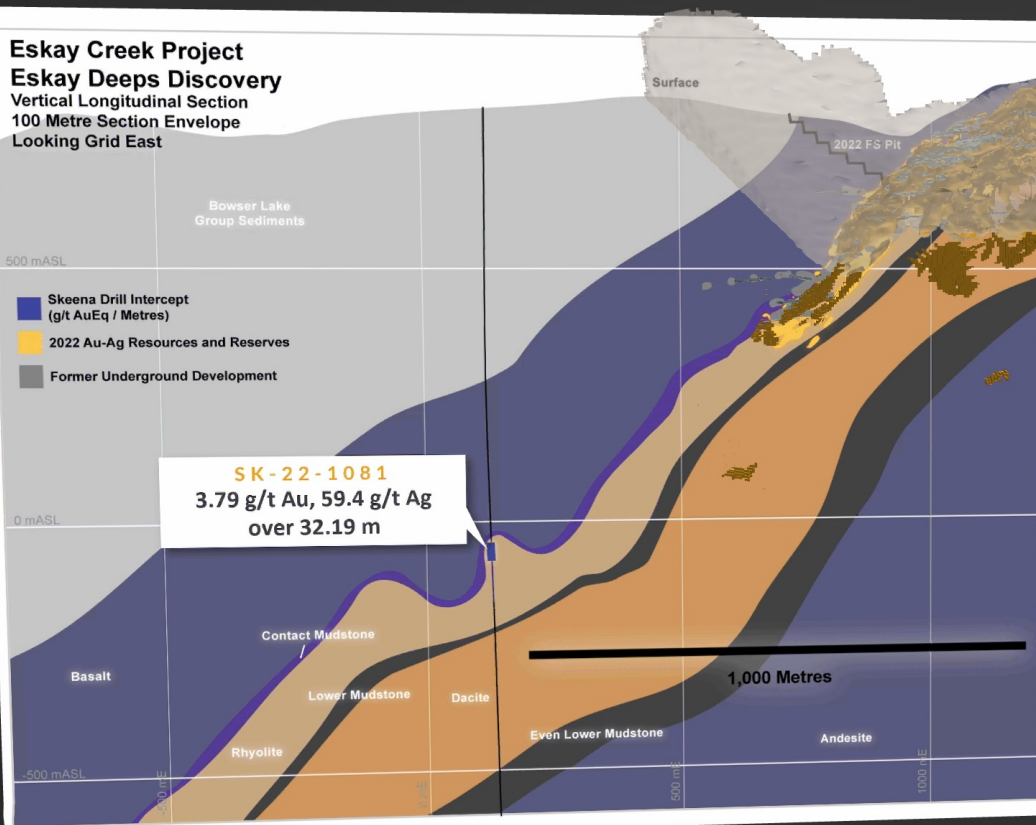 Eskay Creek Project
Eskay Deeps Discovery
Vertical Longitudinal Section
100 Metre Section Envelope
Looking Grid East
Surface
2022 FS Pit
Bowser Lake
Group Sediments
500 mASL
Skeena Drill Intercept
(g/t AuEq / Metres)
2022 Au-Ag Resources and Reserves
Former Underground Development
SK-22-1081
3.79 g/t Au, 59.4 g/t Ag
over 32.19 m
0 mASL
Contact Mudstone
Basalt
1,000 Metres
Lower Mudstone
Dacite
Even Lower Mudstone
Andesite
Rhyolite
-500 mASL
-500 mE
500 mE
1000 mE